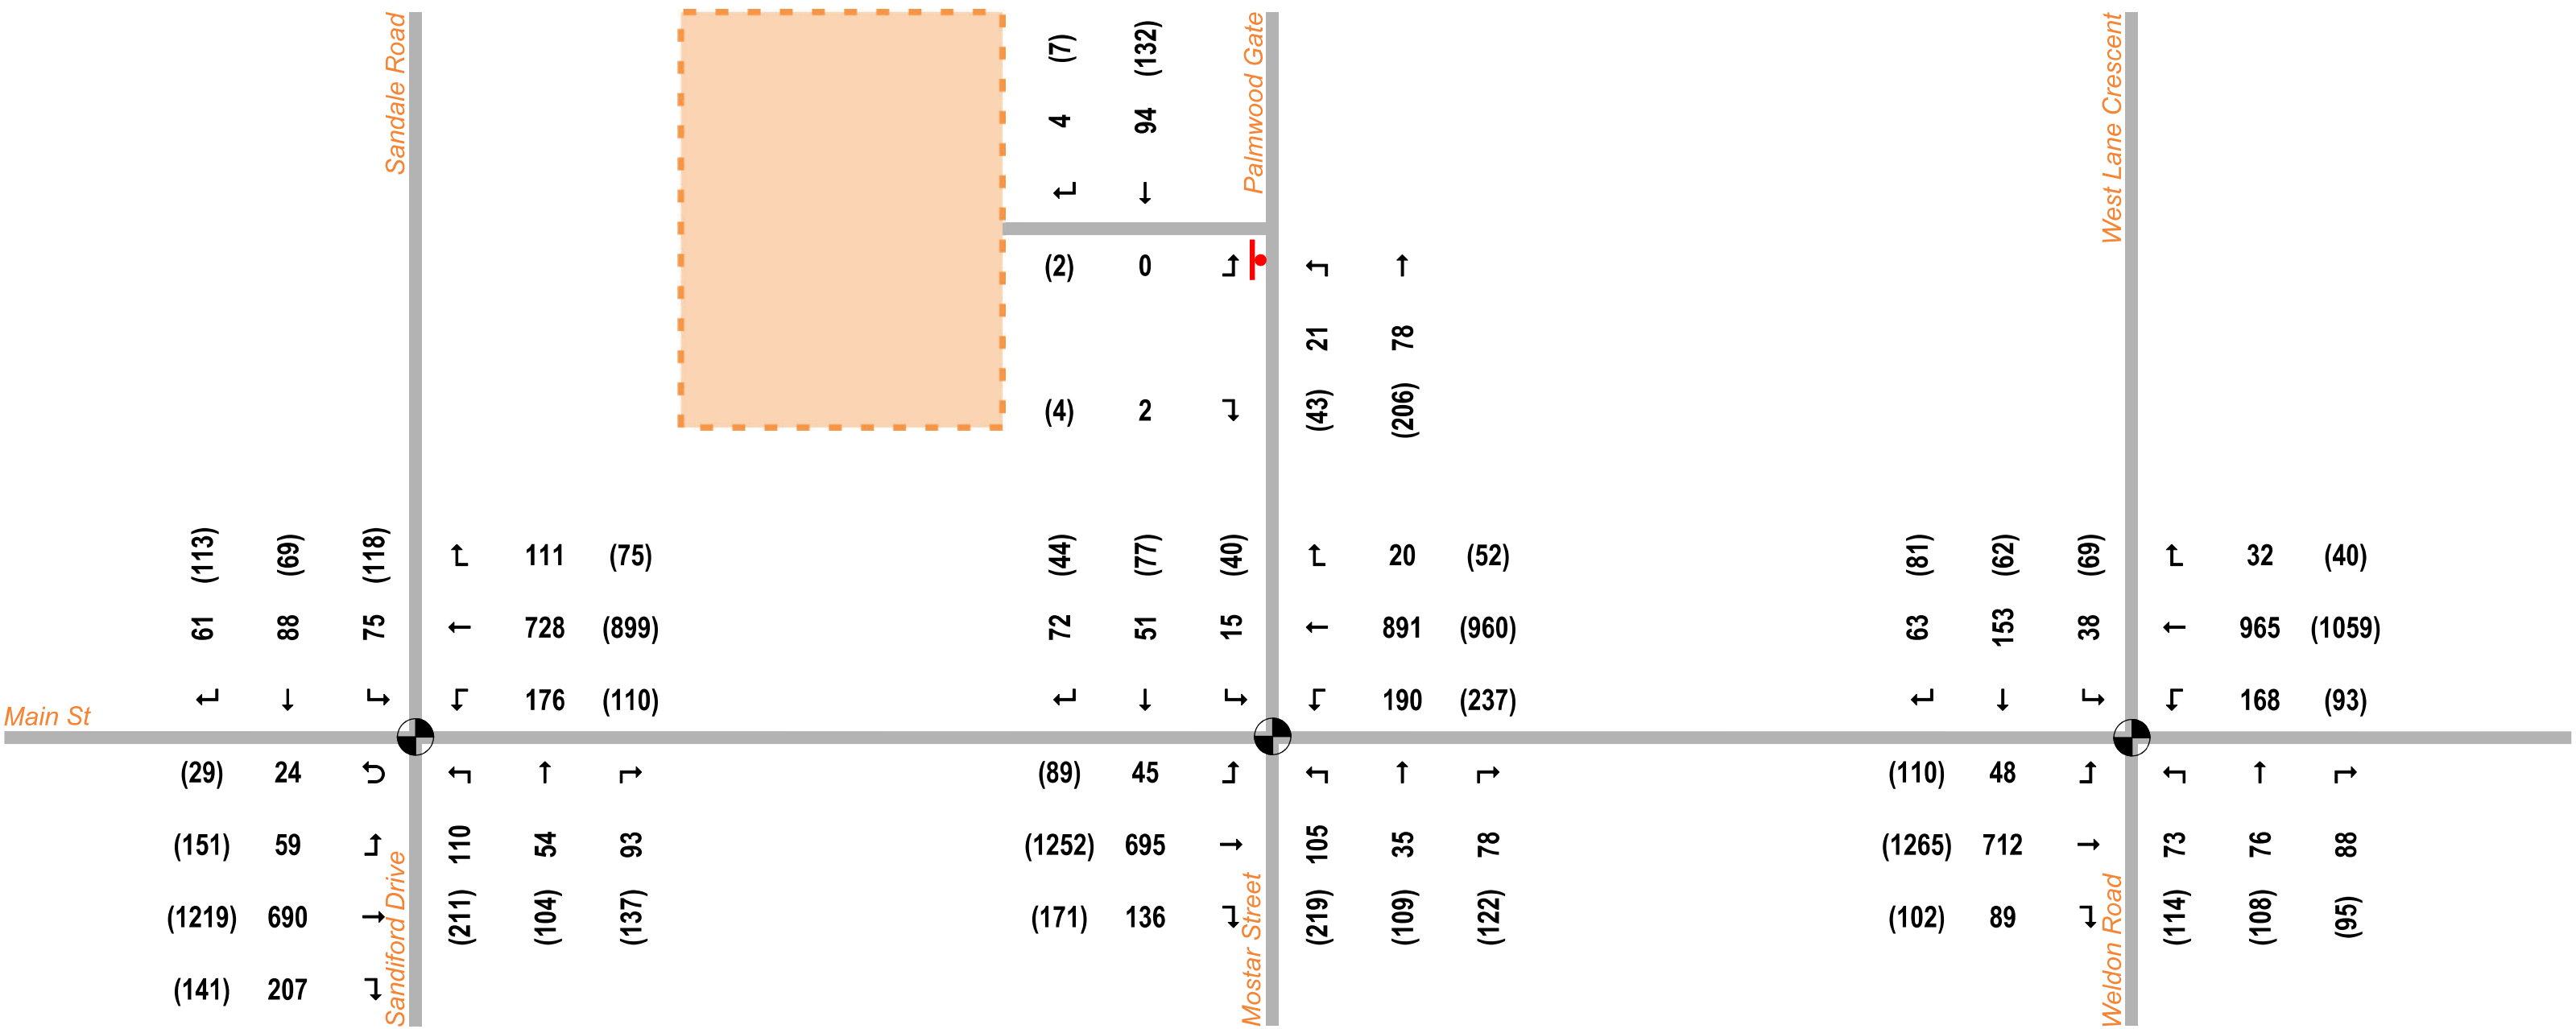 Sandale Road
Palmwood Gate
West Lane Crescent
(7) (132)
4 94
(2) 0
21 78
(4) 2
(43) (206)
(113) (69) (118)
61 88 75
111 (75)
728 (899)
176 (110)
(44) (77) (40)
72 51 15
20 (52)
891 (960)
190 (237)
(81) (62) (69)
63 153 38
32 (40)
965 (1059)
168 (93)
Main St
(29) 24
(151) 59
(1219) 690
(141) 207
Sandiford Drive
110 54 93
(211) (104) (137)
(89) 45
(1252) 695
(171) 136
Mostar Street
105 35 78
(219) (109) (122)
(110) 48
(1265) 712
(102) 89
Weldon Road
73 76 88
(114) (108) (95)